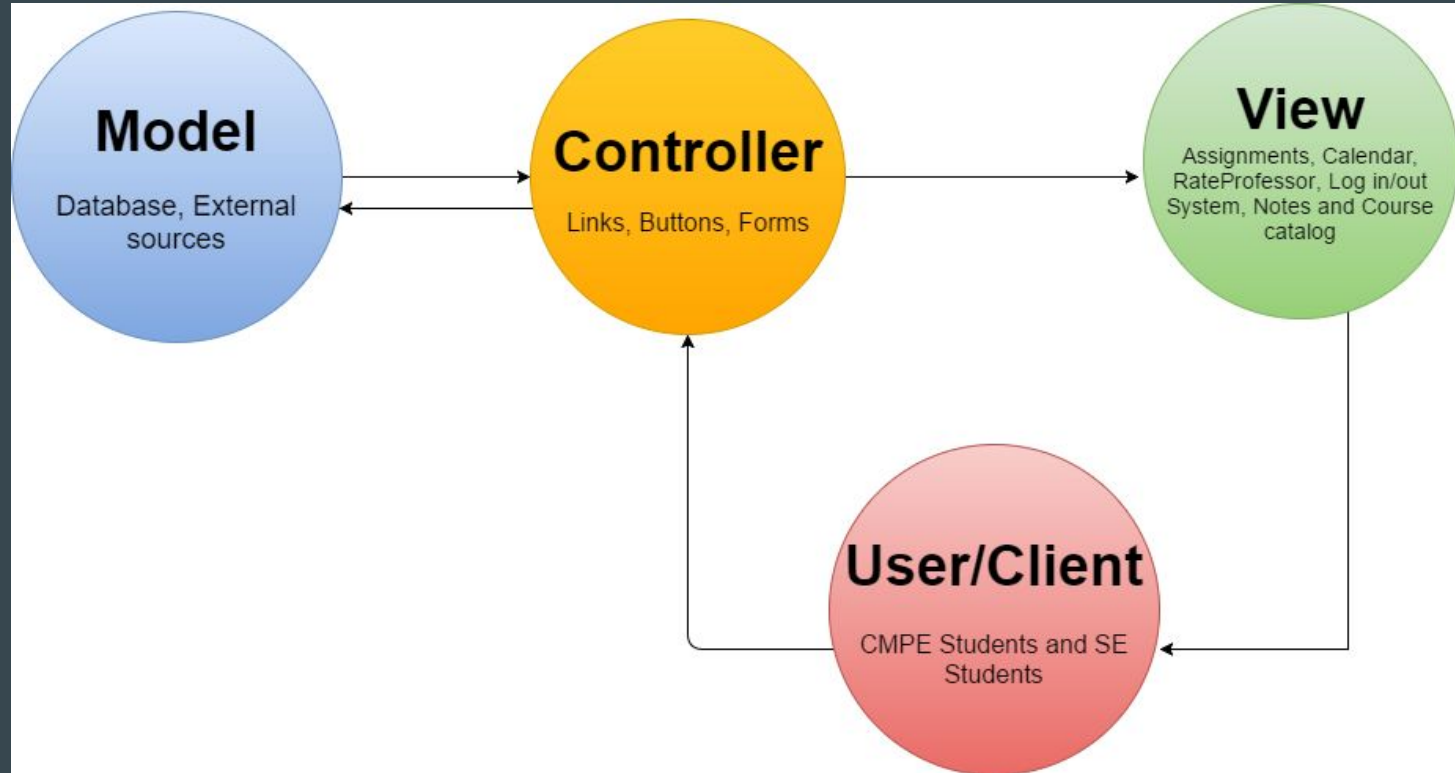 Model
Database, External
sources
Controller
Links, Buttons, Forms
View
Assignments, Calendar,
RateProfessor, Log in/out
System, Notes and Course
catalog
User/Client
CMPE Students and SE
Students